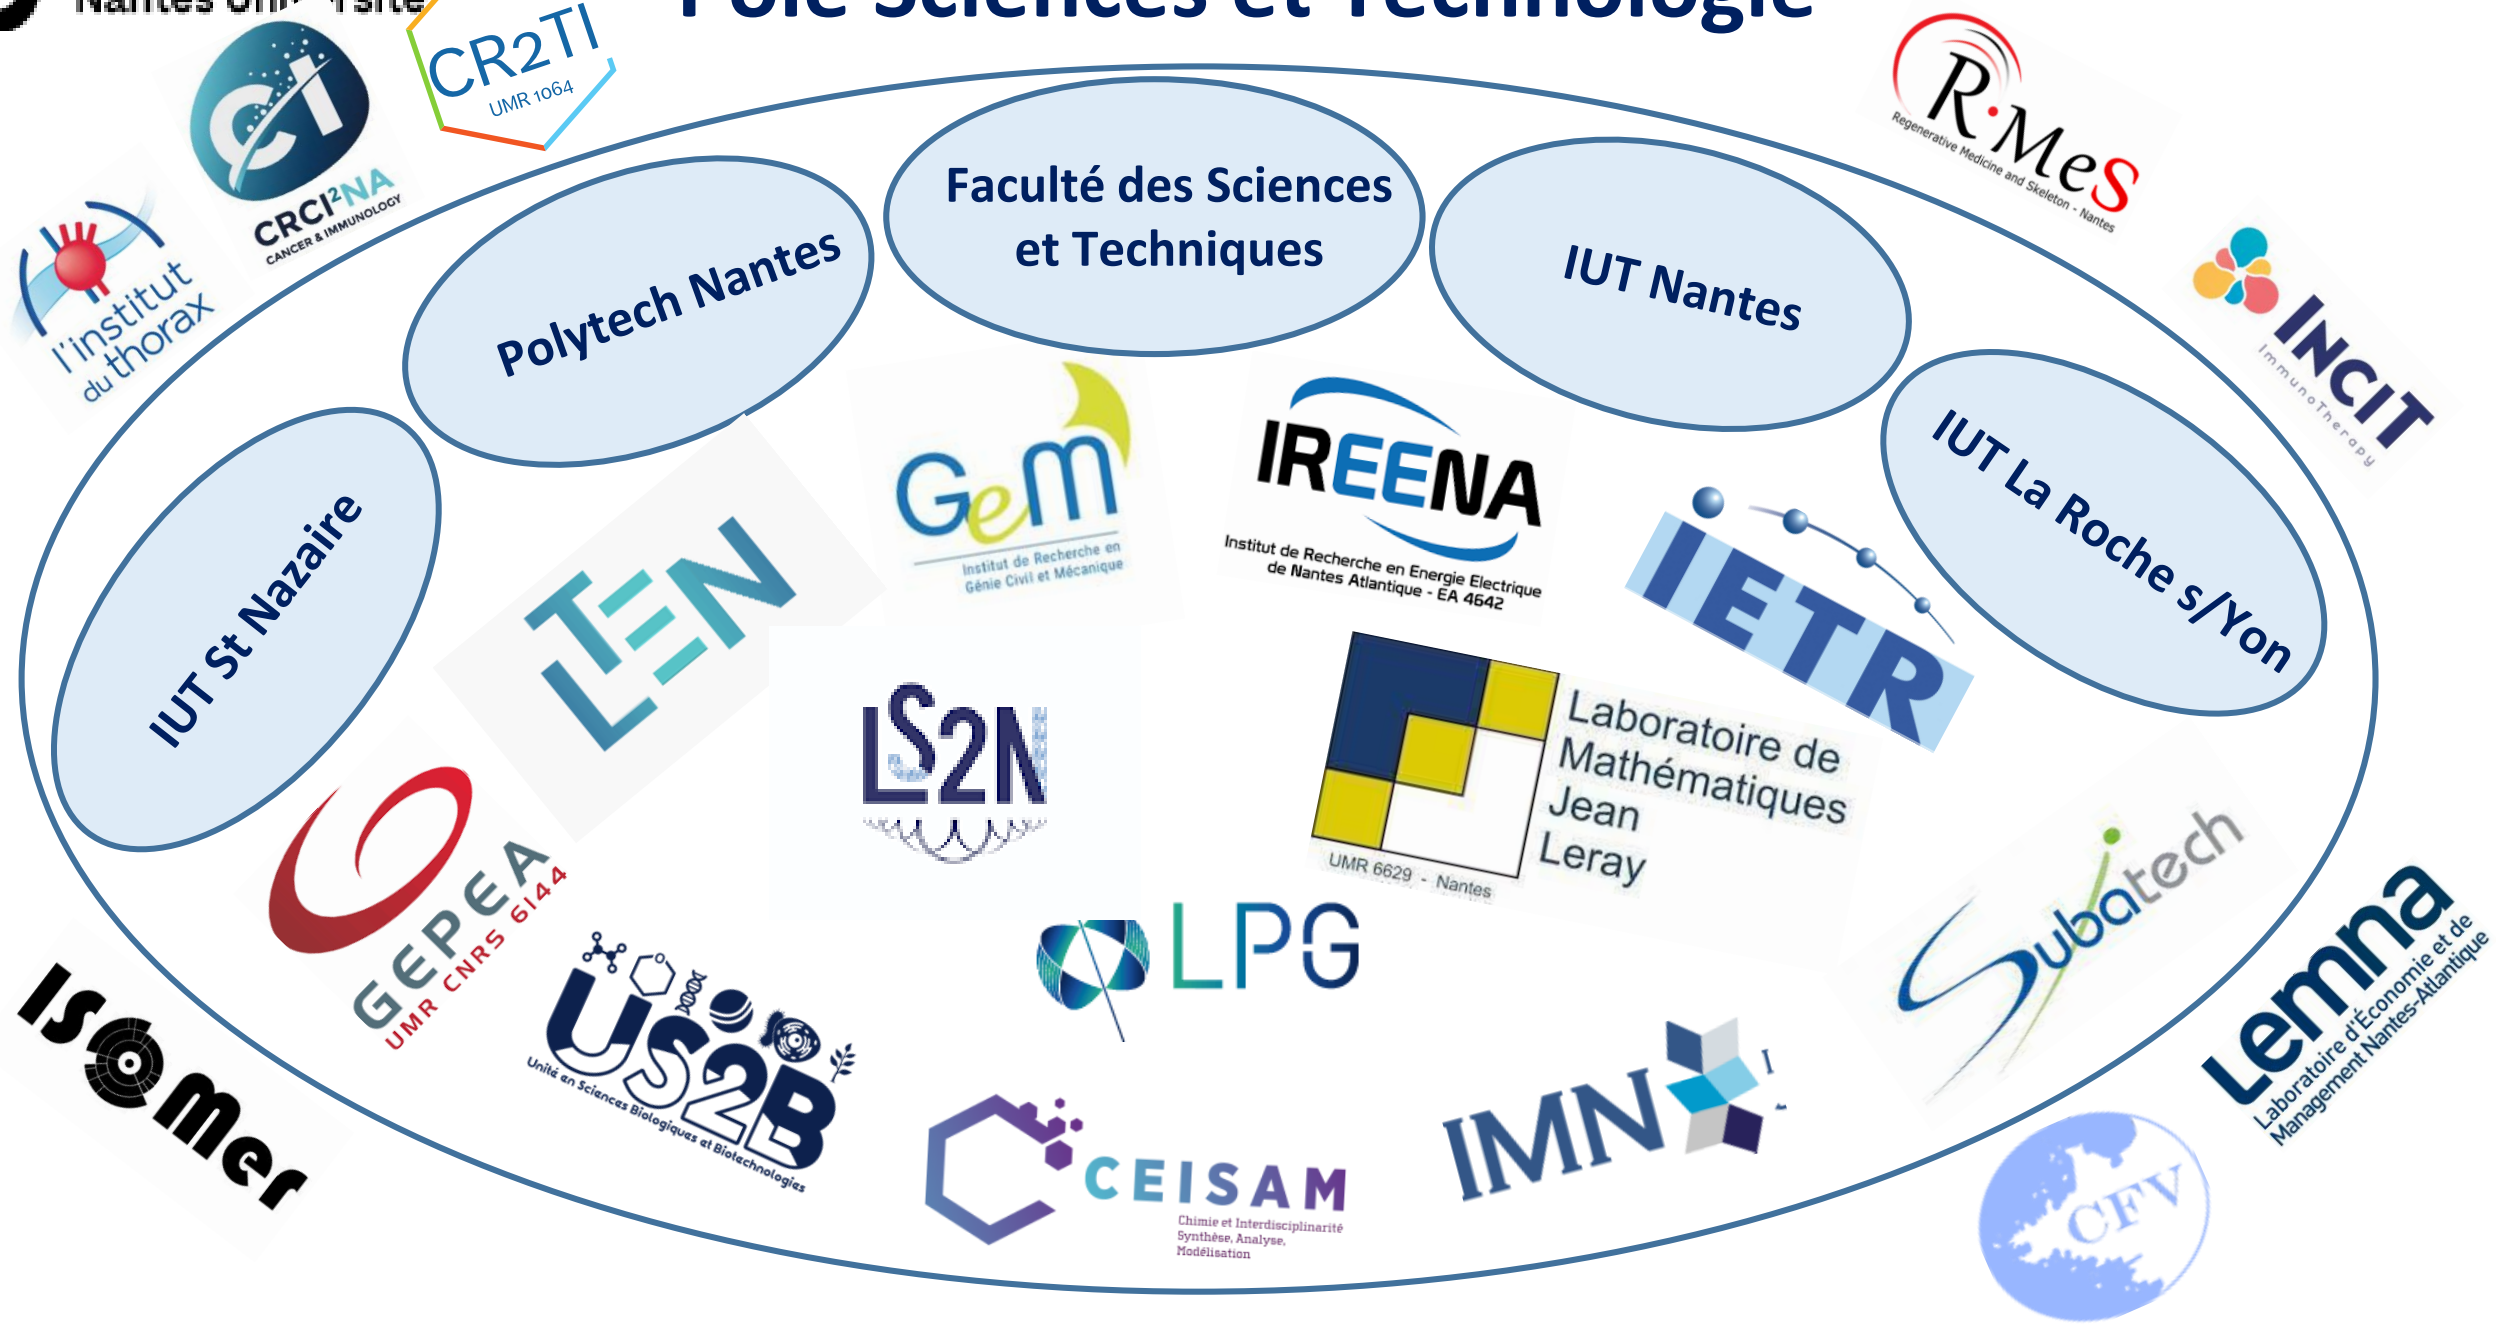 Nantes Université
Pôle Sciences et Technologie
CI
CRCI²NA
CANCER & IMMUNOLOGY
CR2TI
UMR 1064
R·MeS
Regenerative Medicine and Skeleton - Nantes
l'institut
du thorax
INCIT
ImmunoTherapy
Faculté des Sciences
et Techniques
Polytech Nantes
IUT Nantes
IUT St Nazaire
IUT La Roche s/Yon
LTEN
GeM
Institut de Recherche en
Génie Civil et Mécanique
IREENA
Institut de Recherche en Energie Electrique
de Nantes Atlantique - EA 4642
IETR
LS2N
Laboratoire de
Mathématiques
Jean
Leray
UMR 6629 - Nantes
GEPEA
UMR CNRS 6144
Subatech
Lemna
Laboratoire d'Économie et de
Management Nantes-Atlantique
LPG
ISOMer
US2B
Unité en Sciences Biologiques et Biotechnologies
CEISAM
Chimie et Interdisciplinarité
Synthèse, Analyse,
Modélisation
IMN
CFV